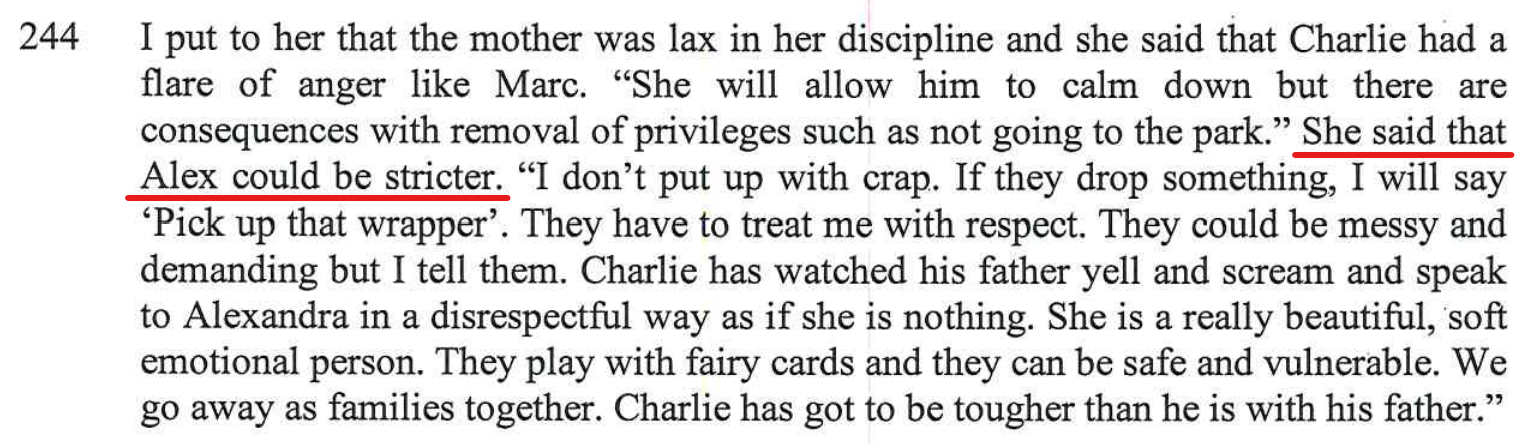 244 I put to her that the mother was lax in her discipline and she said that Charlie had a
flare of anger like Marc. “She will allow him to calm down but there are
consequences with removal of privileges such as not going to the park.” She said that
Alex could be stricter. “I don’t put up with crap. If they drop something, I will say
‘Pick up that wrapper’. They have to treat me with respect. They could be messy and
demanding but I tell them. Charlie has watched his father yell and scream and speak
to Alexandra in a disrespectful way as if she is nothing. She is a really beautiful, soft
emotional person. They play with fairy cards and they can be safe and vulnerable. We
go away as families together. Charlie has got to be tougher than he is with his father.”